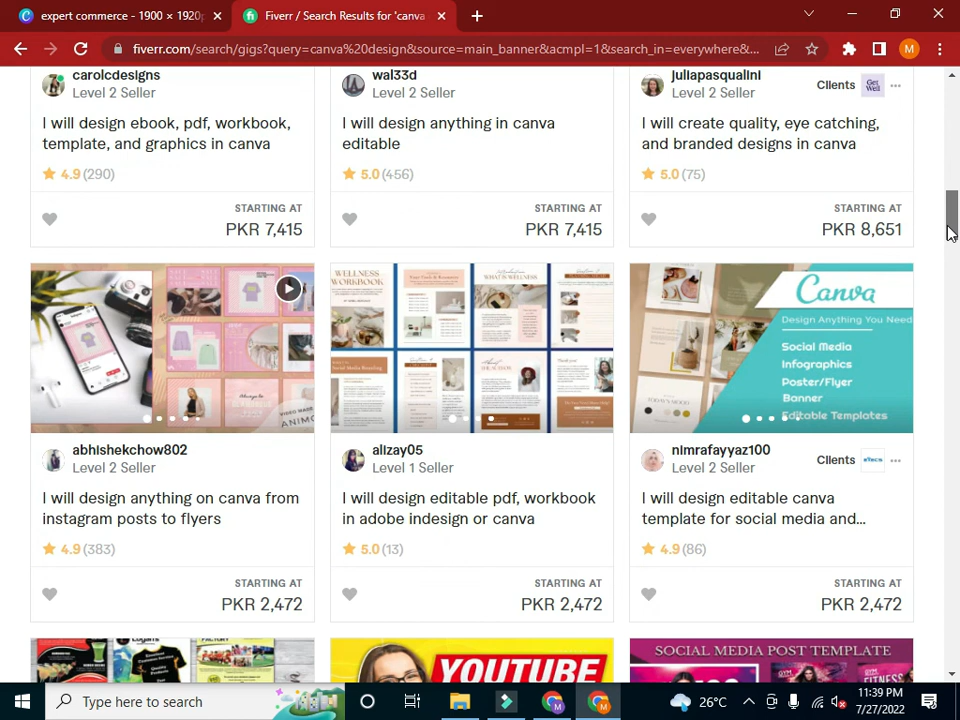 expert commerce - 1900 × 1920p
Fiverr / Search Results for 'canva
fiverr.com/search/gigs?query=canva%20design&source=main_banner&acmpl=1&search_in=everywhere&...
M
carolcdesigns
Level 2 Seller
I will design ebook, pdf, workbook,
template, and graphics in canva
4.9 (290)
STARTING AT
PKR 7,415
wal33d
Level 2 Seller
I will design anything in canva
editable
5.0 (456)
STARTING AT
PKR 7,415
juliapasqualini
Level 2 Seller
Clients
Get Well
I will create quality, eye catching,
and branded designs in canva
5.0 (75)
STARTING AT
PKR 8,651
abhishekchow802
Level 2 Seller
I will design anything on canva from
instagram posts to flyers
4.9 (383)
STARTING AT
PKR 2,472
WELLNESS
WORKBOOK
WHAT IS WELLNESS
alizay05
Level 1 Seller
I will design editable pdf, workbook
in adobe indesign or canva
5.0 (13)
STARTING AT
PKR 2,472
Canva
Design Anything You Need
Social Media
Infographics
Poster/Flyer
Banner
Editable Templates
nimrafayyaz100
Level 2 Seller
Clients
I will design editable canva
template for social media and...
4.9 (86)
STARTING AT
PKR 2,472
YOUTUBE
SOCIAL MEDIA POST TEMPLATE
Type here to search
26°C
11:39 PM
7/27/2022